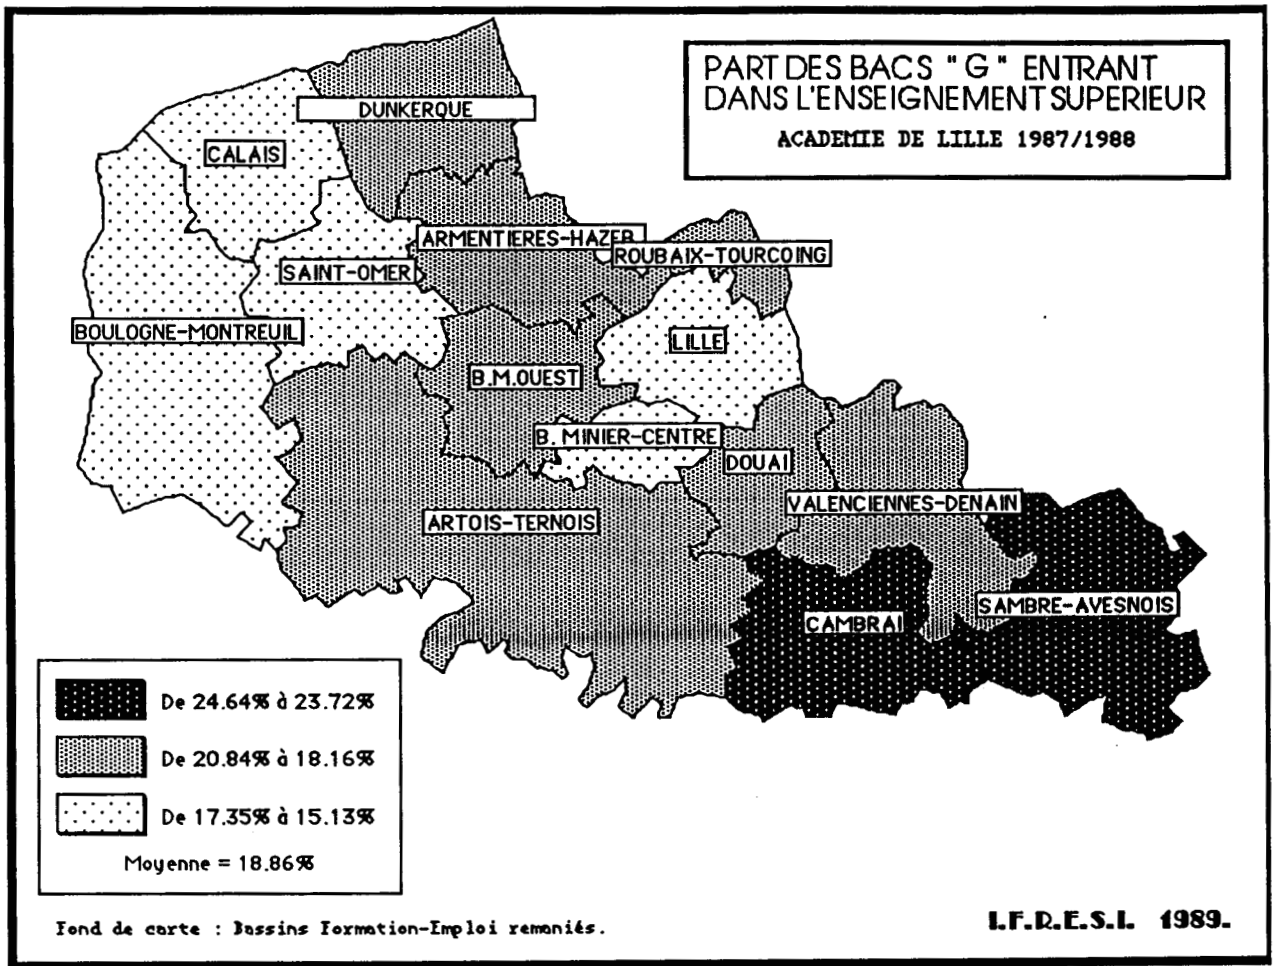 PART DES BACS "G" ENTRANT
DANS L'ENSEIGNEMENT SUPERIEUR
ACADEMIE DE LILLE 1987/1988
DUNKERQUE
CALAIS
ARMENTIERES-HAZEB.
ROUBAIX-TOURCOING
SAINT-OMER
BOULOGNE-MONTREUIL
LILLE
B.M.OUEST
B. MINIER-CENTRE
DOUAI
VALENCIENNES-DENAIN
ARTOIS-TERNOIS
SAMBRE-AVESNOIS
CAMBRAI
De 24.64% à 23.72%
De 20.84% à 18.16%
De 17.35% à 15.13%
Moyenne = 18.86%
Fond de carte : Bassins Formation-Emploi remaniés.
I.F.R.E.S.I. 1989.